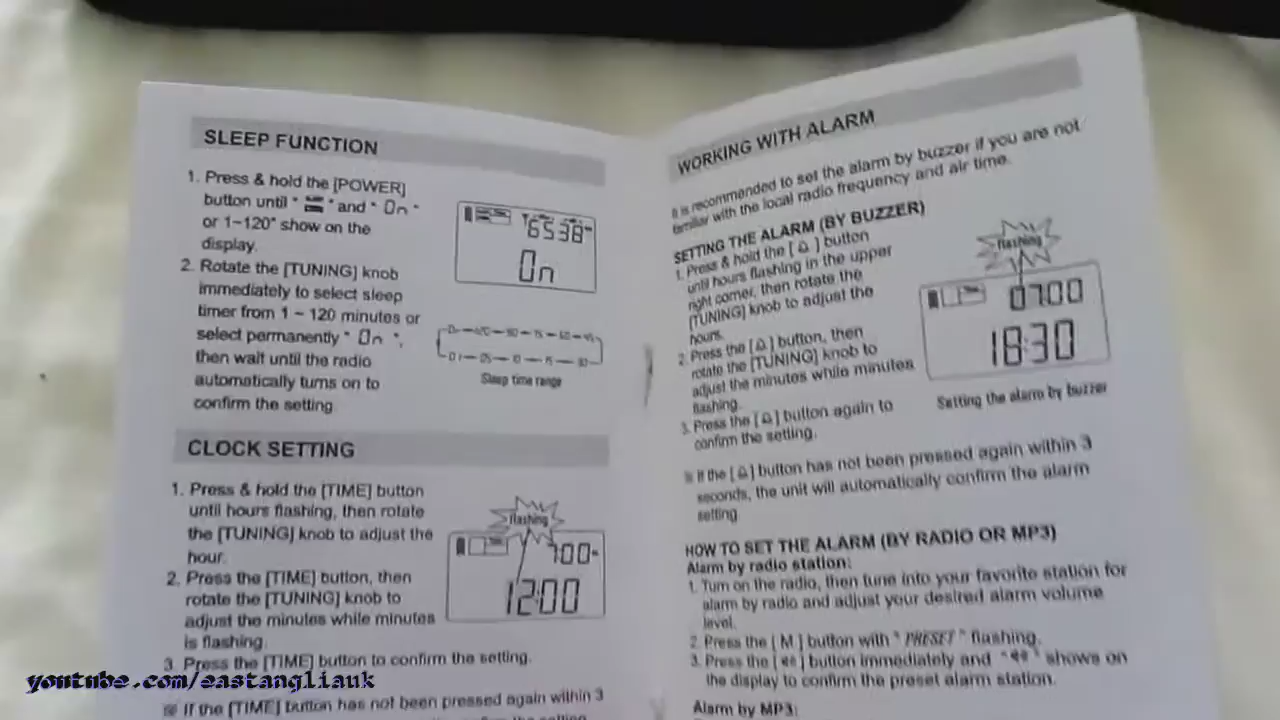 SLEEP FUNCTION
1. Press & hold the [POWER]
button until " " and " On "
or 1~120" show on the
display.
2. Rotate the [TUNING] knob
immediately to select sleep
timer from 1 ~ 120 minutes or
select permanently " On ",
then wait until the radio
automatically turns on to
confirm the setting.
6538
On
Sleep time range
CLOCK SETTING
1. Press & hold the [TIME] button
until hours flashing, then rotate
the [TUNING] knob to adjust the
hour.
2. Press the [TIME] button, then
rotate the [TUNING] knob to
adjust the minutes while minutes
is flashing.
3. Press the [TIME] button to confirm the setting.
※ If the [TIME] button has not been pressed again within 3
flashing
700
12:00
WORKING WITH ALARM
It is recommended to set the alarm by buzzer if you are not
familiar with the local radio frequency and air time.
SETTING THE ALARM (BY BUZZER)
1. Press & hold the [ ] button
until hours flashing in the upper
right corner, then rotate the
[TUNING] knob to adjust the
hours.
2. Press the [ ] button, then
rotate the [TUNING] knob to
adjust the minutes while minutes
flashing.
3. Press the [ ] button again to
confirm the setting.
flashing
07:00
18:30
Setting the alarm by buzzer
※ If the [ ] button has not been pressed again within 3
seconds, the unit will automatically confirm the alarm
setting.
HOW TO SET THE ALARM (BY RADIO OR MP3)
Alarm by radio station:
1. Turn on the radio, then tune into your favorite station for
alarm by radio and adjust your desired alarm volume
level.
2. Press the [ M ] button with " PRESET " flashing.
3. Press the [ ] button immediately and " " shows on
the display to confirm the preset alarm station.
Alarm by MP3:
youtube.com/eastangliauk